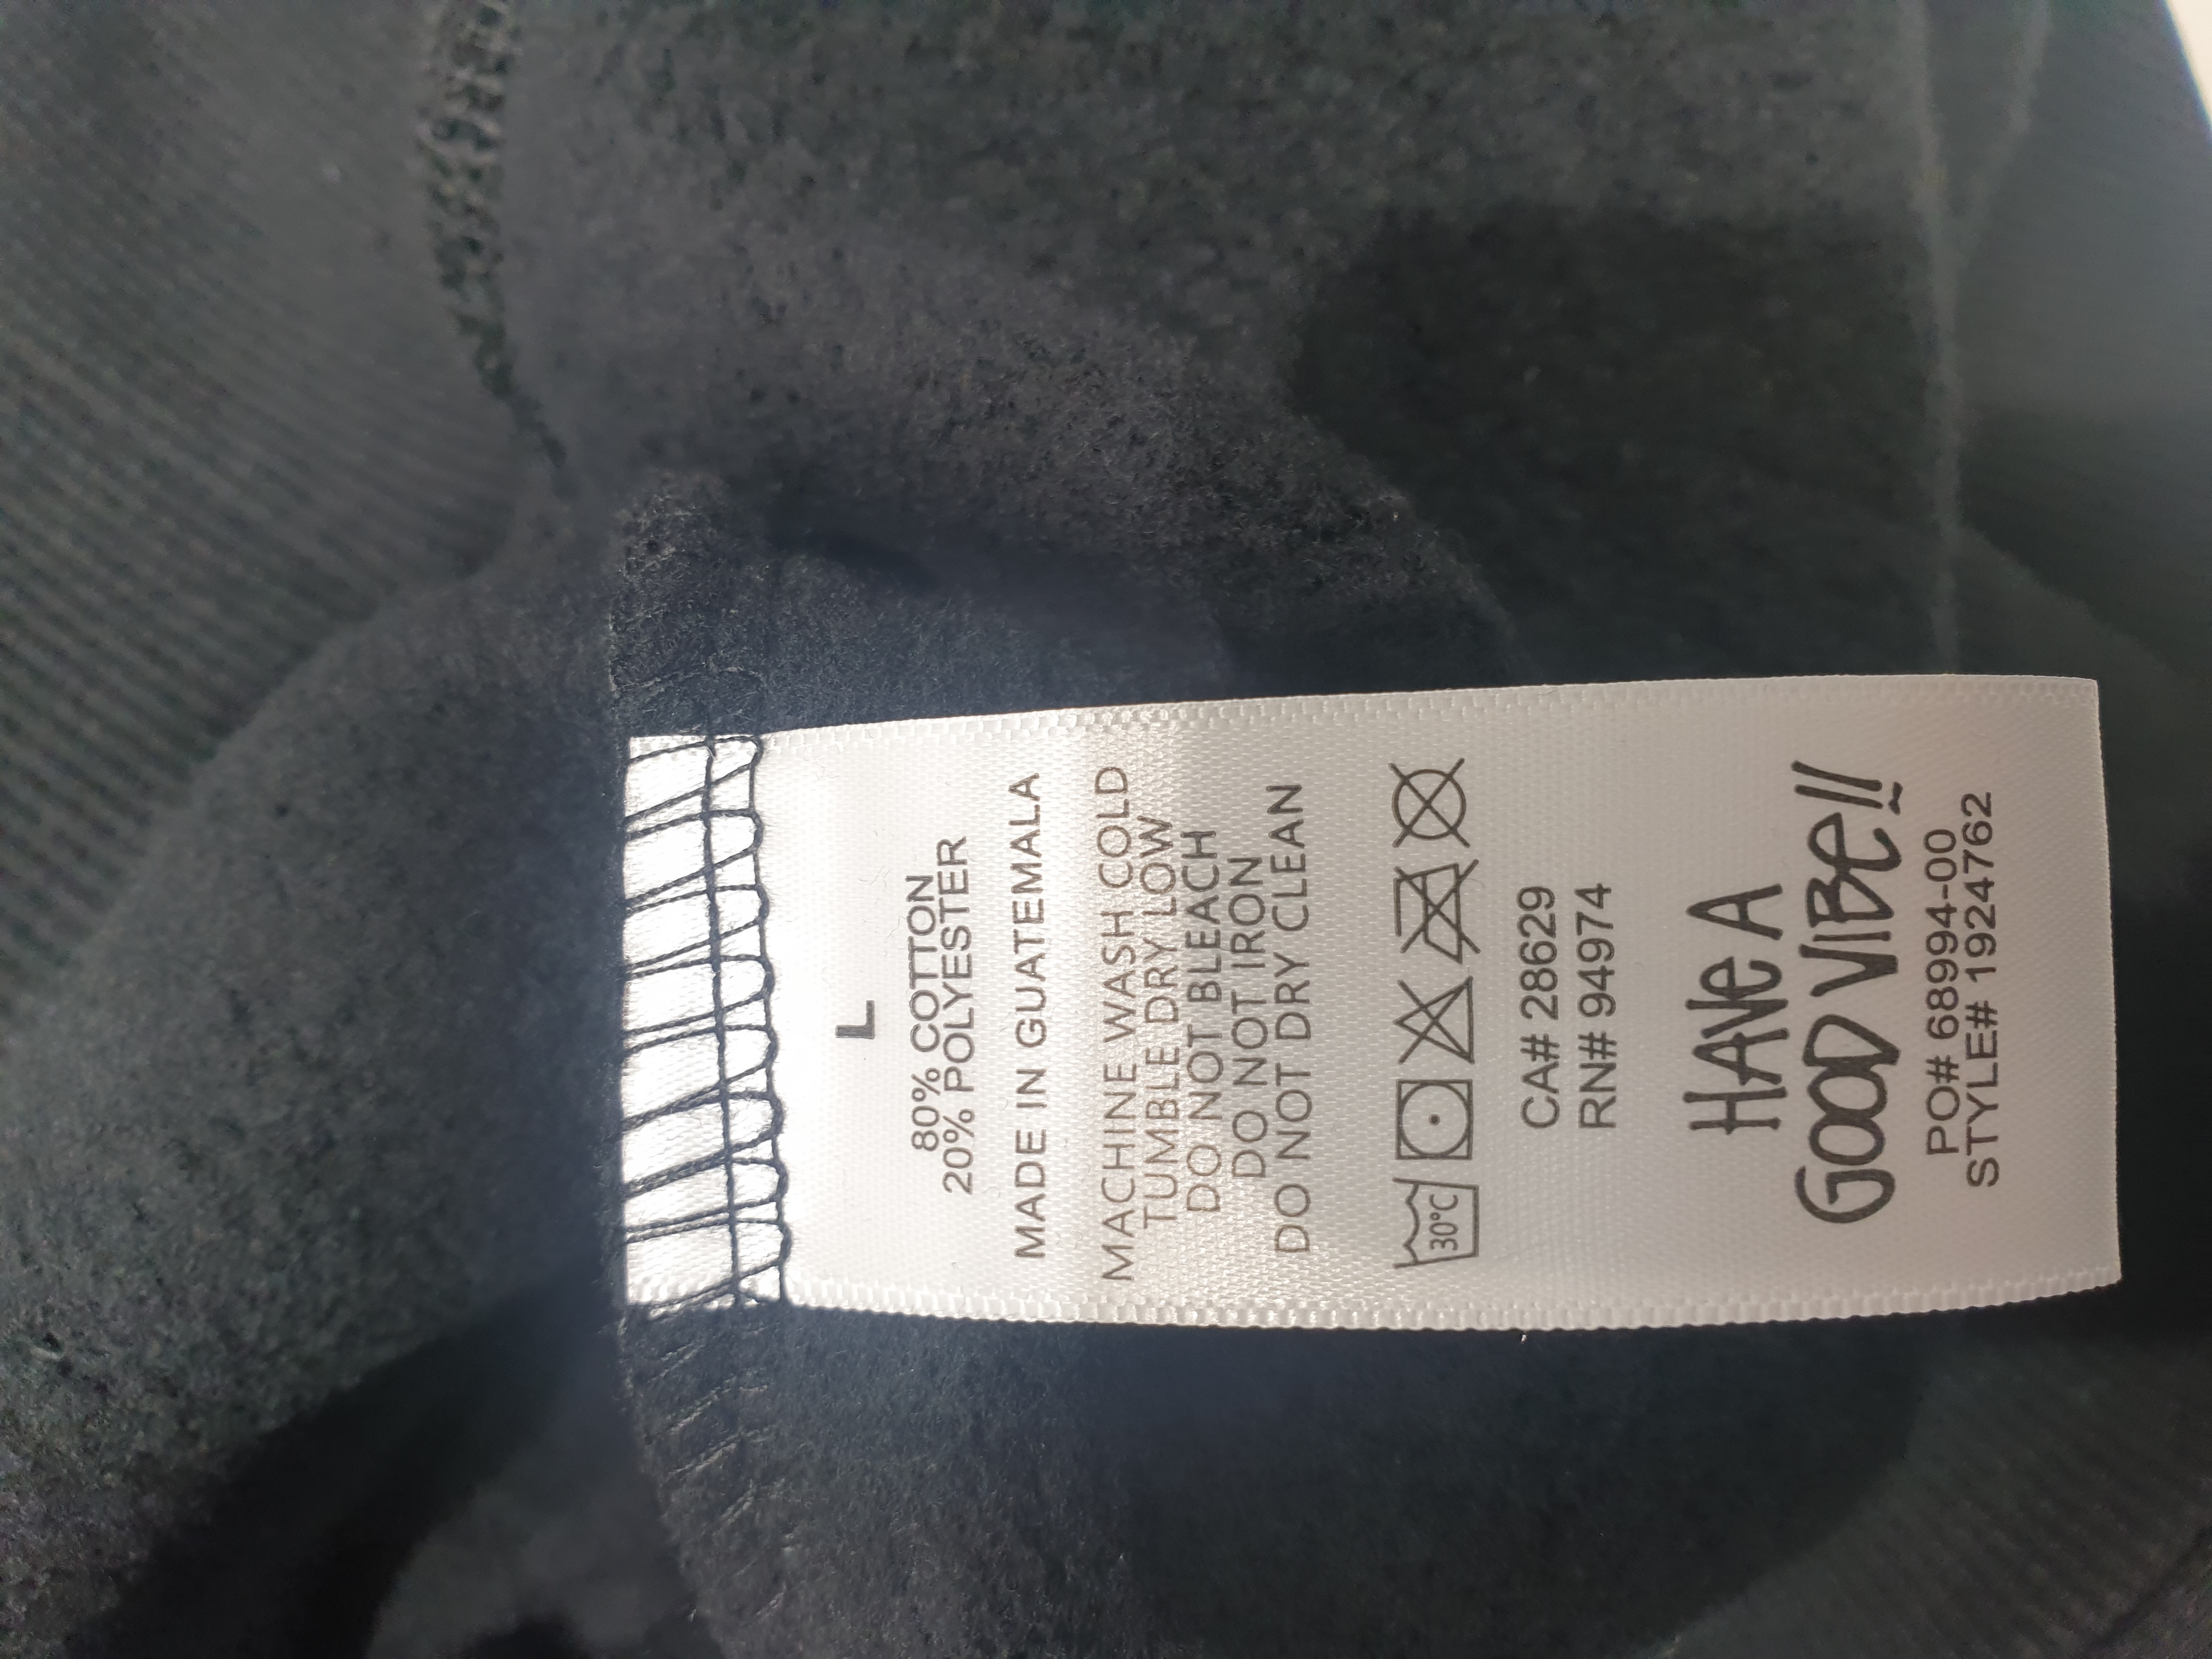 L
80% COTTON
20% POLYESTER
MADE IN GUATEMALA
MACHINE WASH COLD
TUMBLE DRY LOW
DO NOT BLEACH
DO NOT IRON
DO NOT DRY CLEAN
30°C
CA# 28629
RN# 94974
HAVE A
GOOD VIBE!!
PO# 68994-00
STYLE# 1924762